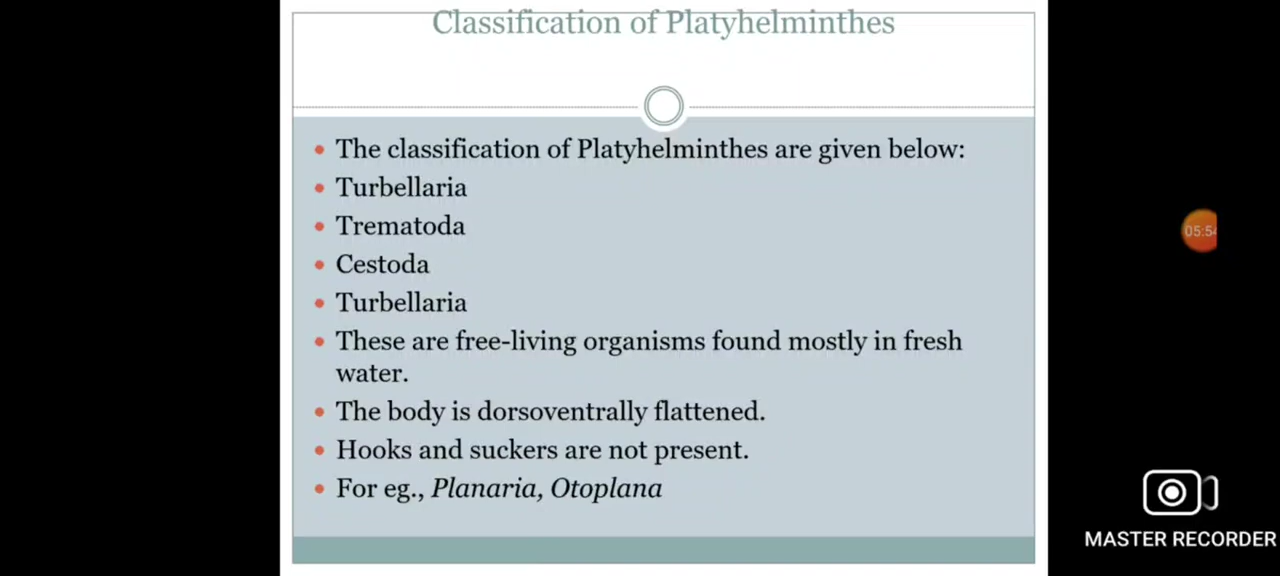 Classification of Platyhelminthes
• The classification of Platyhelminthes are given below:
• Turbellaria
• Trematoda
• Cestoda
• Turbellaria
• These are free-living organisms found mostly in fresh
water.
• The body is dorsoventrally flattened.
• Hooks and suckers are not present.
• For eg., Planaria, Otoplana
05:54
MASTER RECORDER